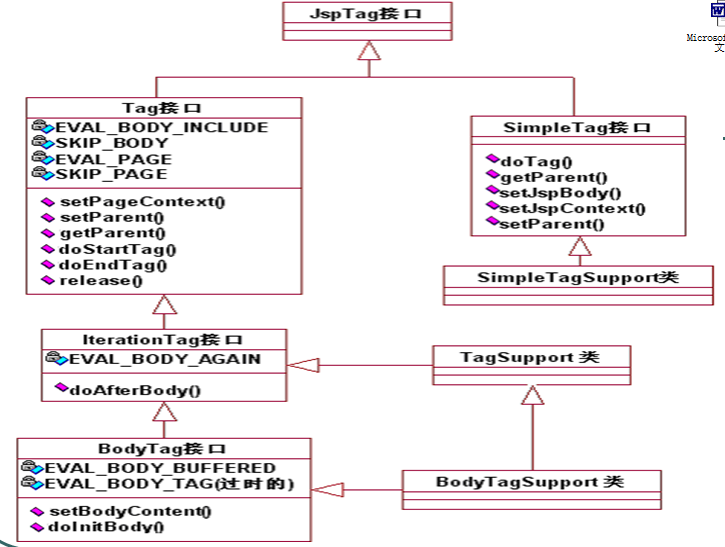 JspTag接口
Microsof
文
Tag接口
EVAL_BODY_INCLUDE
SKIP_BODY
EVAL_PAGE
SKIP_PAGE
setPageContext()
setParent()
getParent()
doStartTag()
doEndTag()
release()
SimpleTag接口
doTag()
getParent()
setJspBody()
setJspContext()
setParent()
SimpleTagSupport类
IterationTag接口
EVAL_BODY_AGAIN
doAfterBody()
TagSupport 类
BodyTag接口
EVAL_BODY_BUFFERED
EVAL_BODY_TAG(过时的)
setBodyContent()
doInitBody()
BodyTagSupport 类